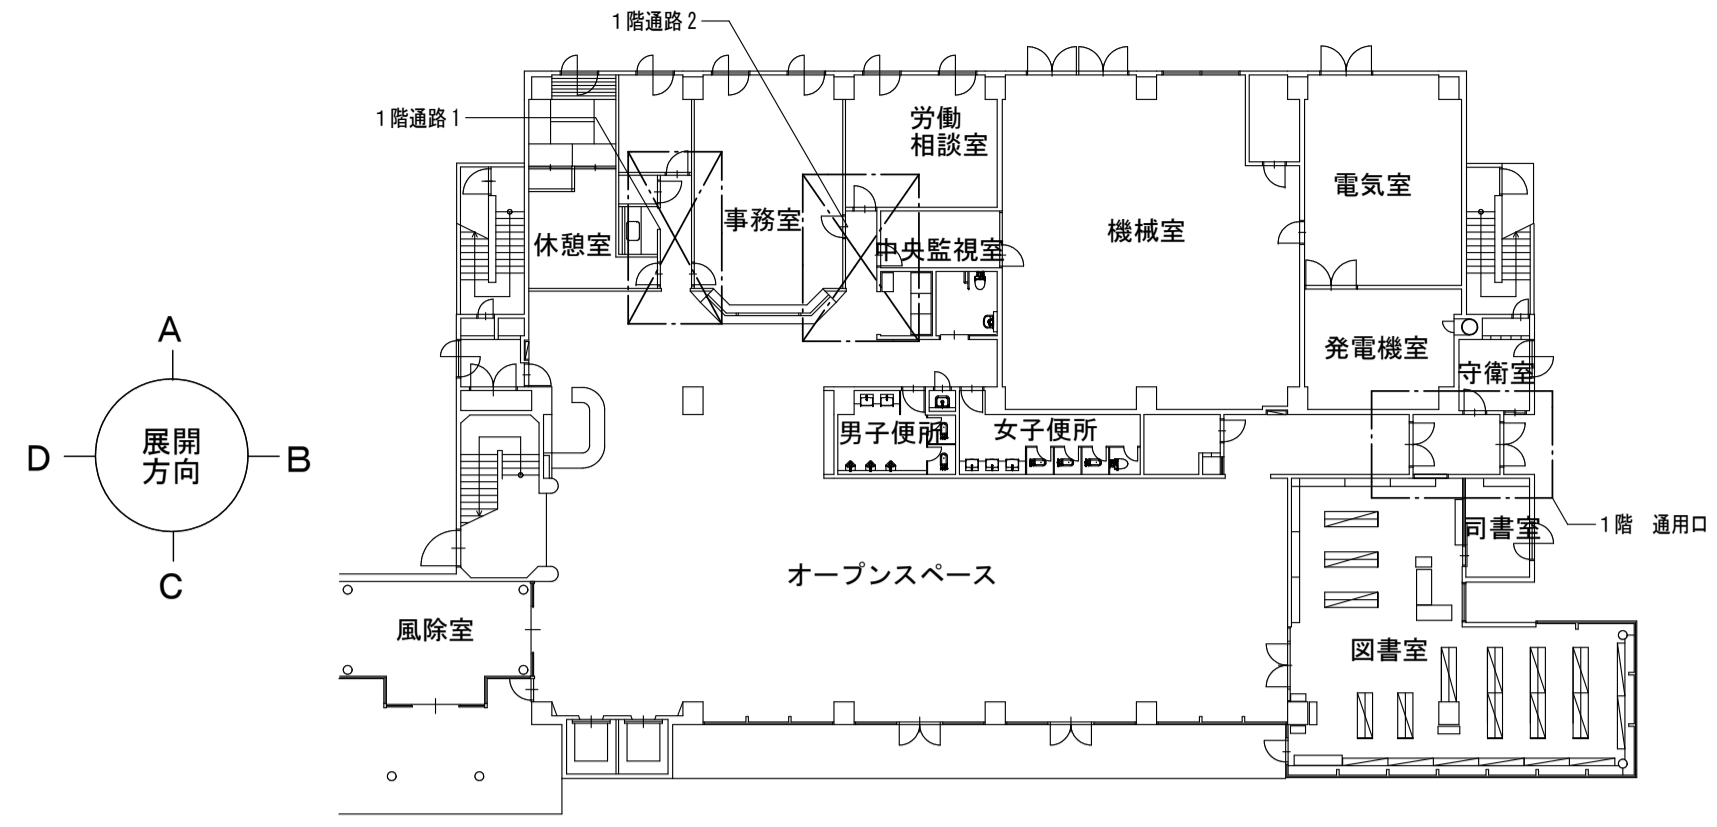 1階通路2
1階通路1
労働
相談室
電気室
事務室
機械室
休憩室
中央監視室
A
発電機室
守衛室
展開
方向
D
B
男子便所
女子便所
C
司書室
1階 通用口
オープンスペース
風除室
図書室